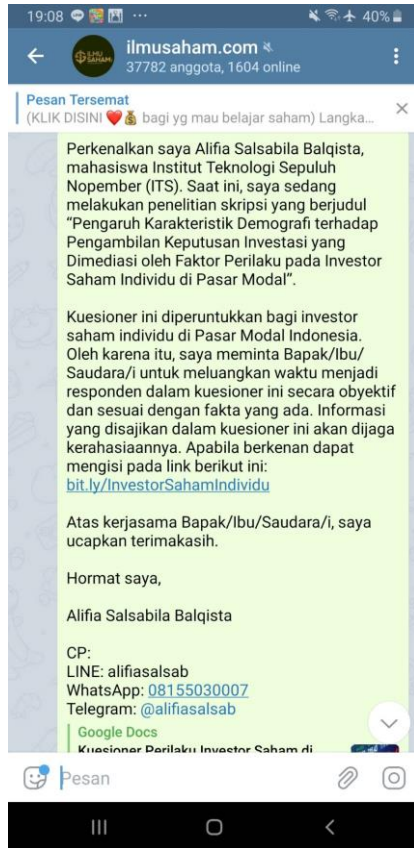 19:08
40%
ilmusaham.com
37782 anggota, 1604 online
Pesan Tersemat
(KLIK DISINI ❤️💰 bagi yg mau belajar saham) Langka...
Perkenalkan saya Alifia Salsabila Balqista,
mahasiswa Institut Teknologi Sepuluh
Nopember (ITS). Saat ini, saya sedang
melakukan penelitian skripsi yang berjudul
“Pengaruh Karakteristik Demografi terhadap
Pengambilan Keputusan Investasi yang
Dimediasi oleh Faktor Perilaku pada Investor
Saham Individu di Pasar Modal”.
Kuesioner ini diperuntukkan bagi investor
saham individu di Pasar Modal Indonesia.
Oleh karena itu, saya meminta Bapak/Ibu/
Saudara/i untuk meluangkan waktu menjadi
responden dalam kuesioner ini secara obyektif
dan sesuai dengan fakta yang ada. Informasi
yang disajikan dalam kuesioner ini akan dijaga
kerahasiaannya. Apabila berkenan dapat
mengisi pada link berikut ini:
bit.ly/InvestorSahamIndividu
Atas kerjasama Bapak/Ibu/Saudara/i, saya
ucapkan terimakasih.
Hormat saya,
Alifia Salsabila Balqista
CP:
LINE: alifiasalsab
WhatsApp: 08155030007
Telegram: @alifiasalsab
Google Docs
Kuesioner Perilaku Investor Saham di
Pesan